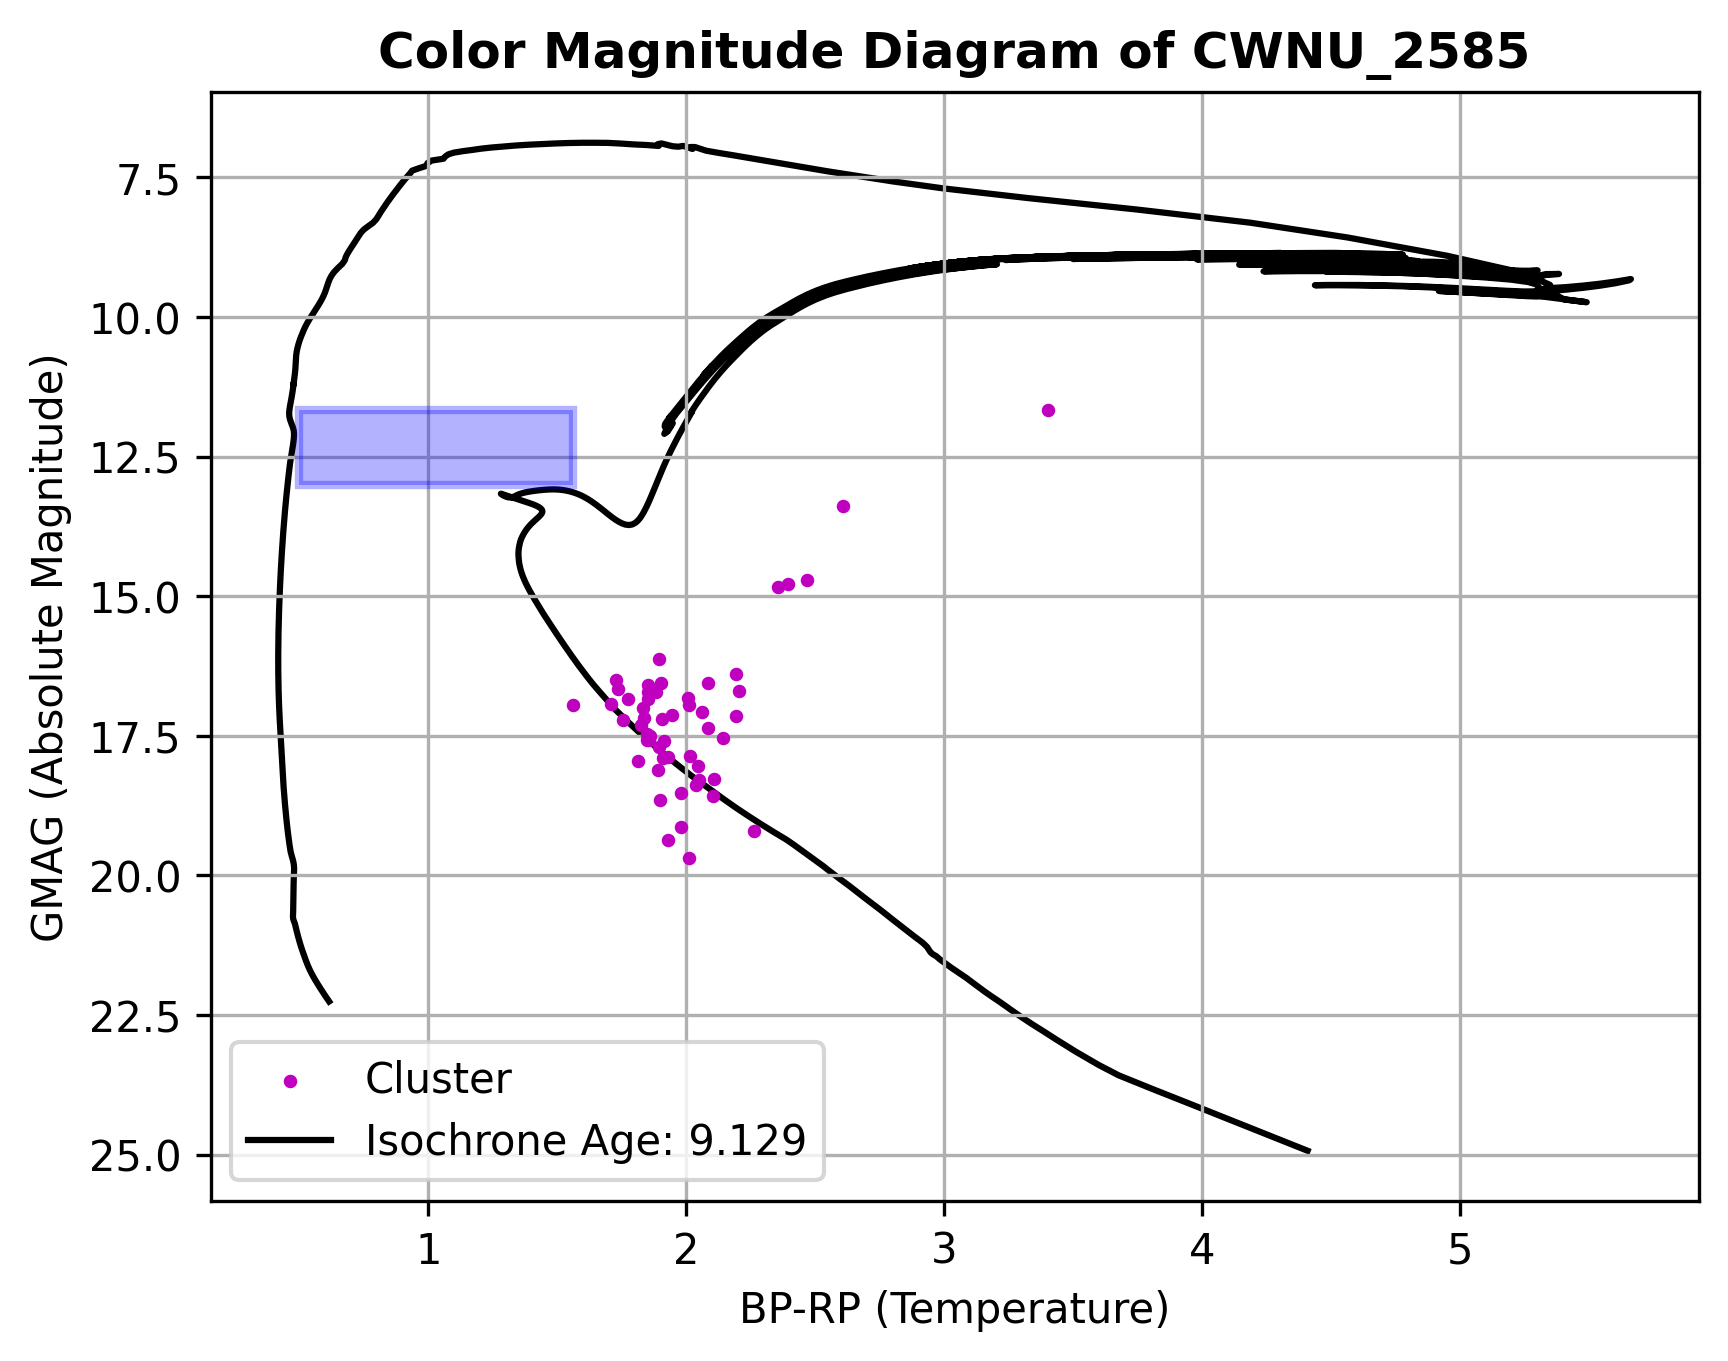 Color Magnitude Diagram of CWNU_2585
GMAG (Absolute Magnitude)
7.5
10.0
12.5
15.0
17.5
20.0
22.5
25.0
Cluster
Isochrone Age: 9.129
1 2 3 4 5
BP-RP (Temperature)